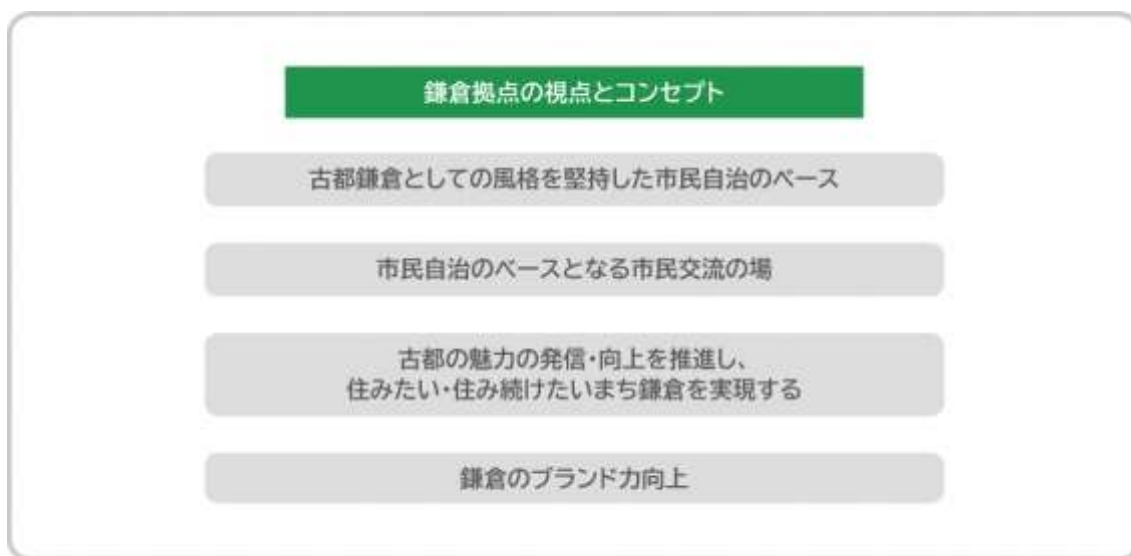 鎌倉拠点の視点とコンセプト
古都鎌倉としての風格を堅持した市民自治のベース
市民自治のベースとなる市民交流の場
古都の魅力の発信・向上を推進し、
住みたい・住み続けたいまち鎌倉を実現する
鎌倉のブランド力向上